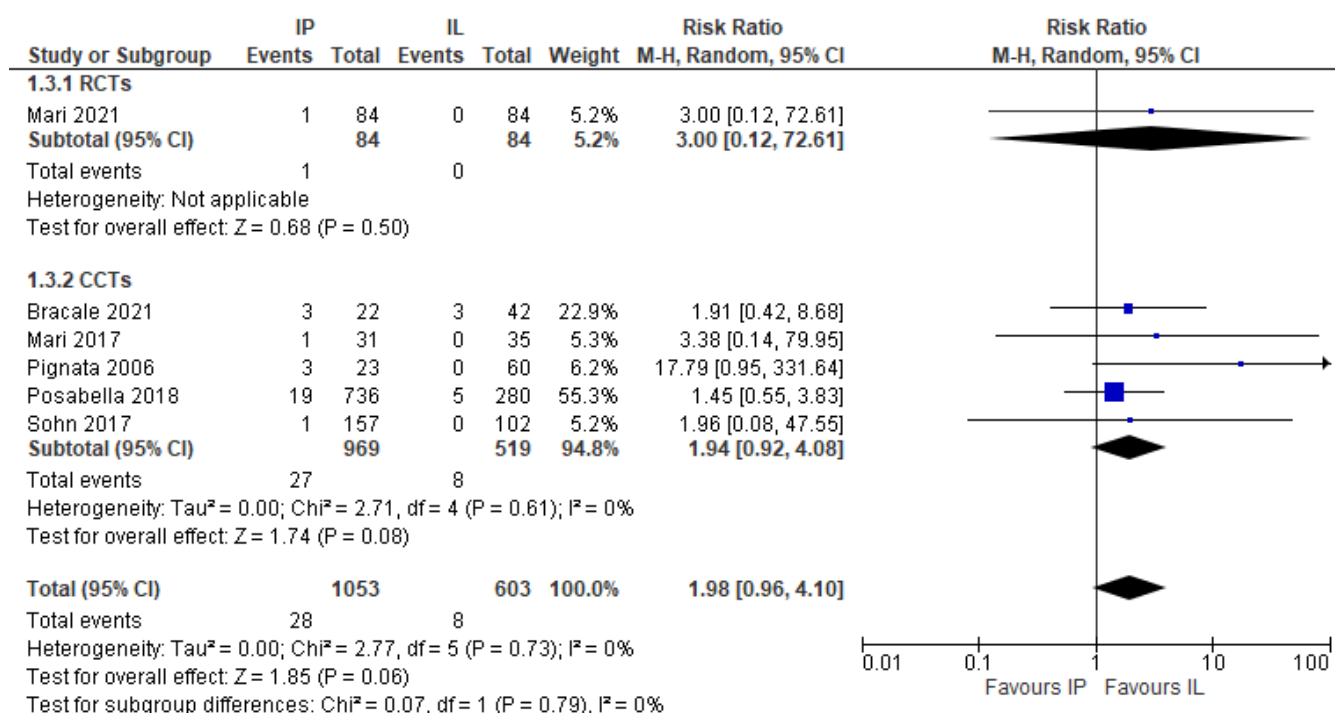 IP IL Risk Ratio Risk Ratio
Study or Subgroup Events Total Events Total Weight M-H, Random, 95% CI M-H, Random, 95% CI
1.3.1 RCTs
Mari 2021 1 84 0 84 5.2% 3.00 [0.12, 72.61]
Subtotal (95% CI) 84 84 5.2% 3.00 [0.12, 72.61]
Total events 1 0
Heterogeneity: Not applicable
Test for overall effect: Z = 0.68 (P = 0.50)
1.3.2 CCTs
Bracale 2021 3 22 3 42 22.9% 1.91 [0.42, 8.68]
Mari 2017 1 31 0 35 5.3% 3.38 [0.14, 79.95]
Pignata 2006 3 23 0 60 6.2% 17.79 [0.95, 331.64]
Posabella 2018 19 736 5 280 55.3% 1.45 [0.55, 3.83]
Sohn 2017 1 157 0 102 5.2% 1.96 [0.08, 47.55]
Subtotal (95% CI) 969 519 94.8% 1.94 [0.92, 4.08]
Total events 27 8
Heterogeneity: Tau² = 0.00; Chi² = 2.71, df = 4 (P = 0.61); I² = 0%
Test for overall effect: Z = 1.74 (P = 0.08)
Total (95% CI) 1053 603 100.0% 1.98 [0.96, 4.10]
Total events 28 8
Heterogeneity: Tau² = 0.00; Chi² = 2.77, df = 5 (P = 0.73); I² = 0%
Test for overall effect: Z = 1.85 (P = 0.06)
Test for subgroup differences: Chi² = 0.07, df = 1 (P = 0.79), I² = 0%
0.01 0.1 1 10 100
Favours IP Favours IL